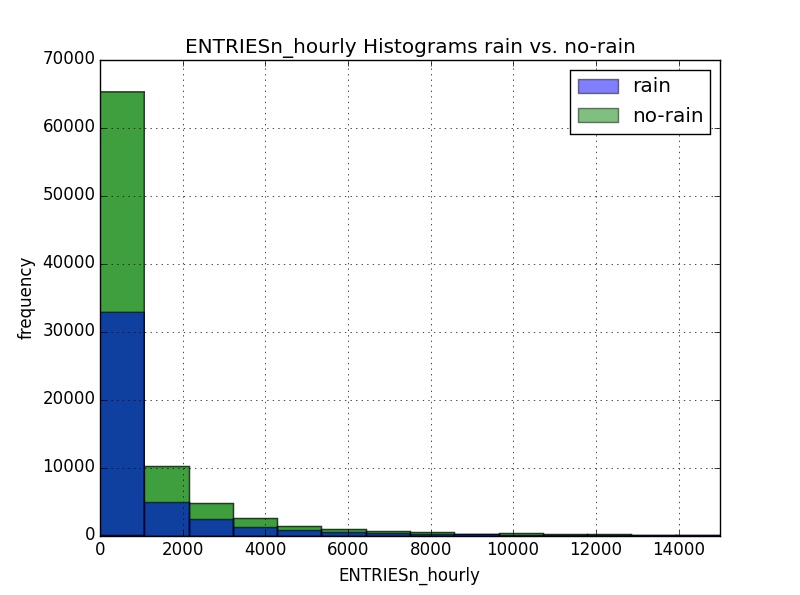 ENTRIESn_hourly Histograms rain vs. no-rain
rain
no-rain
frequency
70000
60000
50000
40000
30000
20000
10000
0
0 2000 4000 6000 8000 10000 12000 14000
ENTRIESn_hourly